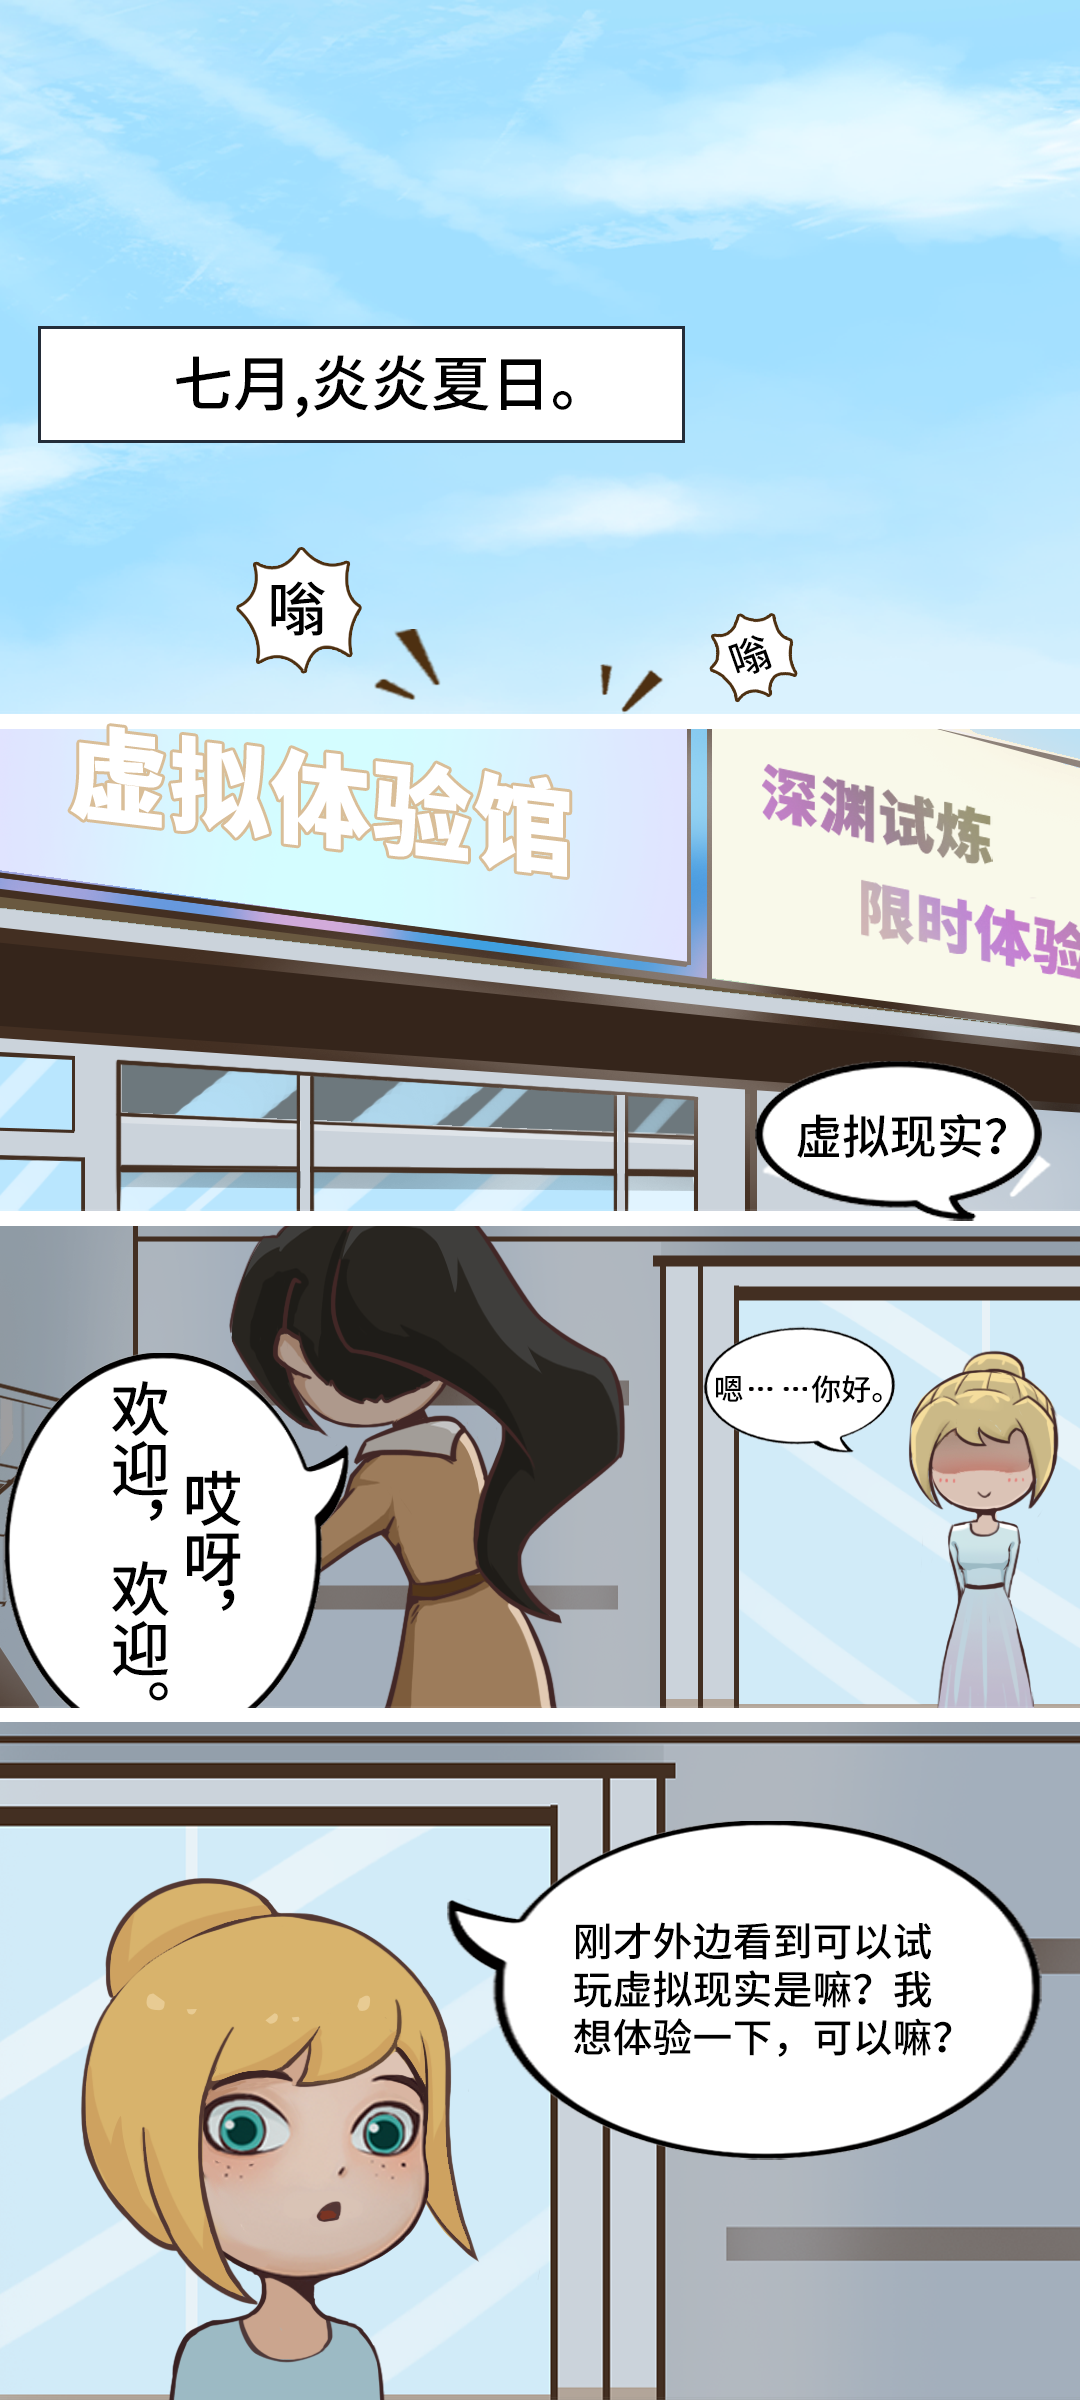 七月,炎炎夏日。
嗡
嗡
虚拟体验馆
深渊试炼
限时体验
虚拟现实？
哎呀，
欢迎，欢迎。
嗯……你好。
刚才外边看到可以试
玩虚拟现实是嘛？我
想体验一下，可以嘛？